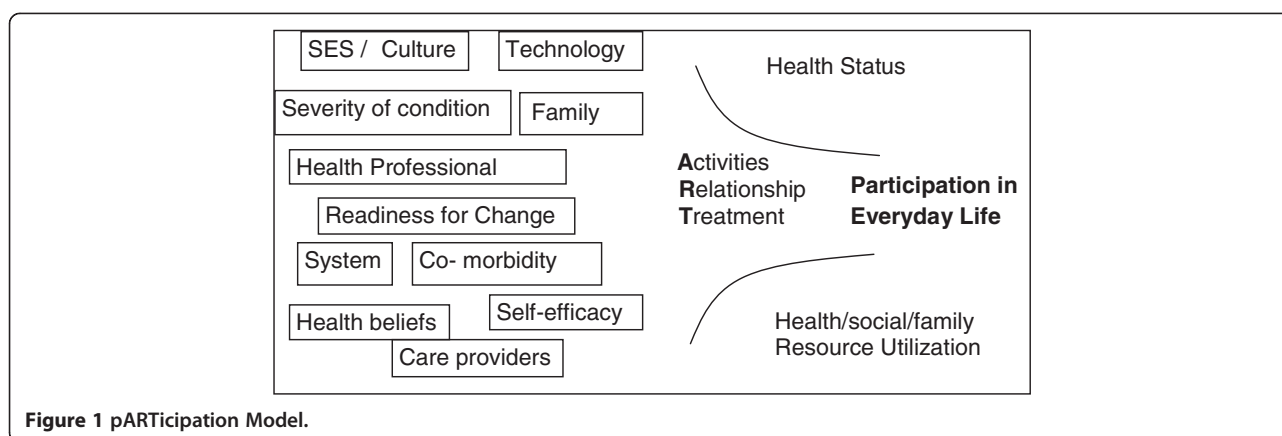 SES / Culture
Technology
Health Status
Severity of condition
Family
Health Professional
Activities
Relationship
Treatment
Participation in
Everyday Life
Readiness for Change
System
Co- morbidity
Health beliefs
Self-efficacy
Care providers
Health/social/family
Resource Utilization
Figure 1 pARTicipation Model.